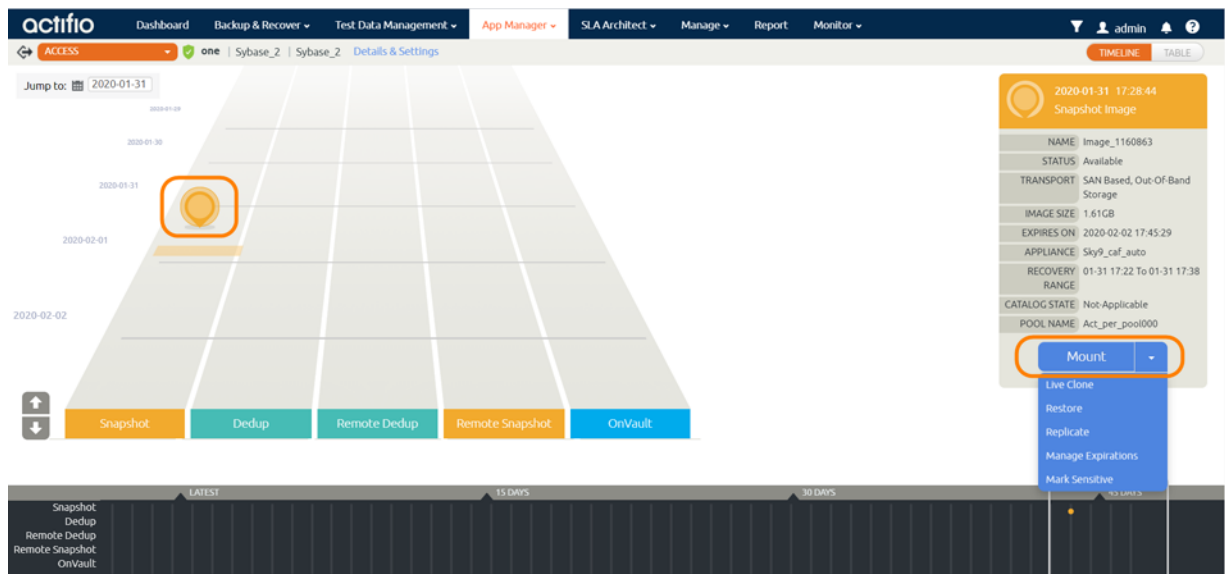 actifio Dashboard Backup & Recover Test Data Management App Manager SLA Architect Manage Report Monitor admin ?
ACCESS one | Sybase_2 | Sybase_2 Details & Settings TIMELINE TABLE
Jump to: 2020-01-31
2020-01-29
2020-01-30
2020-01-31
2020-02-01
2020-02-02
Snapshot Dedup Remote Dedup Remote Snapshot OnVault
2020-01-31 17:28:44
Snapshot Image
NAME Image_1160863
STATUS Available
TRANSPORT SAN Based, Out-Of-Band
Storage
IMAGE SIZE 1.61GB
EXPIRES ON 2020-02-02 17:45:29
APPLIANCE Sky9_caf_auto
RECOVERY 01-31 17:22 To 01-31 17:38
RANGE
CATALOG STATE Not-Applicable
POOL NAME Act_per_pool000
Mount
Live Clone
Restore
Replicate
Manage Expirations
Mark Sensitive
LATEST 15 DAYS 30 DAYS 45 DAYS
Snapshot
Dedup
Remote Dedup
Remote Snapshot
OnVault